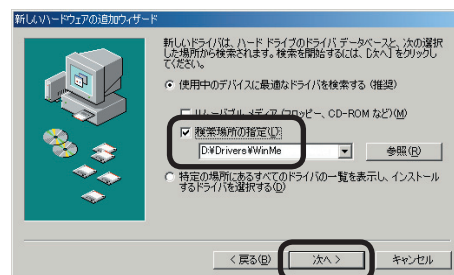 新しいハードウェアの追加ウィザード
新しいドライバは、ハード ドライブのドライバ データベースと、次の選択
した場所から検索されます。検索を開始するには、[次へ] をクリックし
てください。
使用中のデバイスに最適なドライバを検索する (推奨)
リムーバブル メディア (フロッピー、CD-ROM など)(M)
検索場所の指定(L):
D:¥Drivers¥WinMe
参照(R)
特定の場所にあるすべてのドライバの一覧を表示し、インストール
するドライバを選択する(D)
< 戻る(B)
次へ >
キャンセル